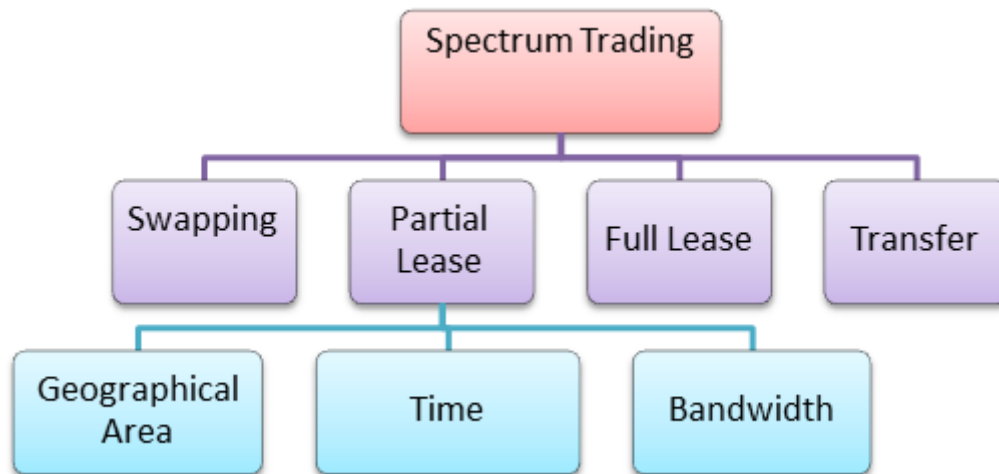 Spectrum Trading
Swapping
Partial
Lease
Full Lease
Transfer
Geographical
Area
Time
Bandwidth